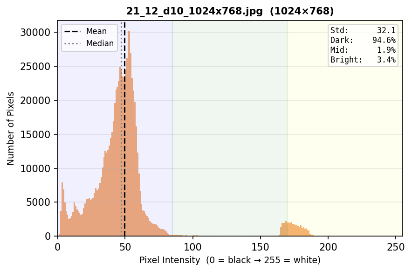 21_12_d10_1024x768.jpg  (1024×768)
Mean
Median
Std: 32.1
Dark: 94.6%
Mid: 1.9%
Bright: 3.4%
30000
25000
20000
15000
10000
5000
0
Number of Pixels
0 50 100 150 200 250
Pixel Intensity  (0 = black → 255 = white)